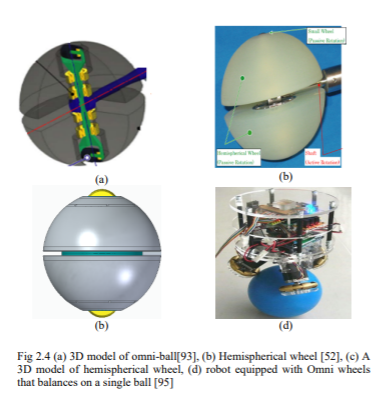 Small Wheel
(Passive Rotation)
Hemispherical Wheel
(Passive Rotation)
Shaft
(Active Rotation)
(a)
(b)
(b)
(d)
Fig 2.4 (a) 3D model of omni-ball[93], (b) Hemispherical wheel [52], (c) A
3D model of hemispherical wheel, (d) robot equipped with Omni wheels
that balances on a single ball [95]